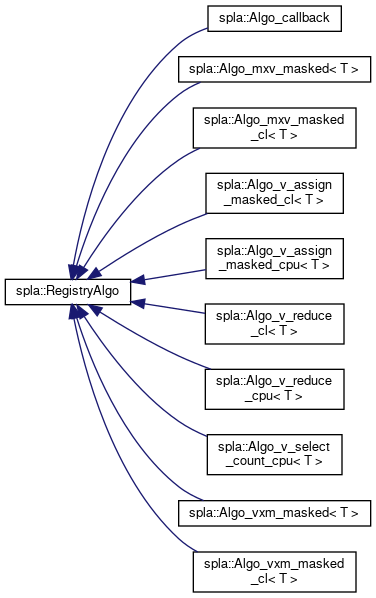 spla::Algo_callback
spla::Algo_mxv_masked< T >
spla::Algo_mxv_masked
_cl< T >
spla::Algo_v_assign
_masked_cl< T >
spla::Algo_v_assign
_masked_cpu< T >
spla::RegistryAlgo
spla::Algo_v_reduce
_cl< T >
spla::Algo_v_reduce
_cpu< T >
spla::Algo_v_select
_count_cpu< T >
spla::Algo_vxm_masked< T >
spla::Algo_vxm_masked
_cl< T >